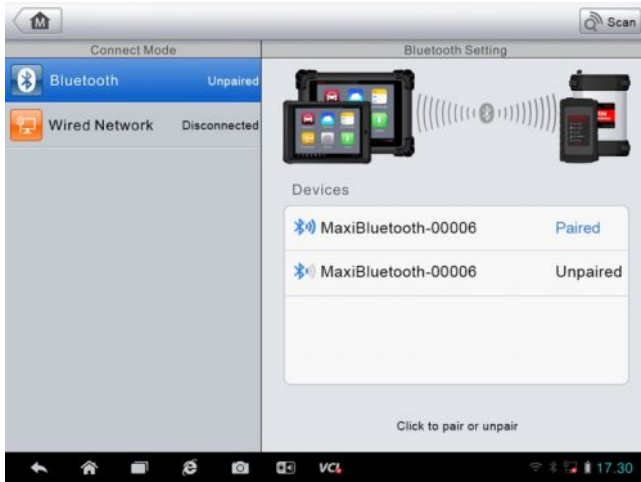 M
Scan
Connect Mode
Bluetooth Setting
Bluetooth Unpaired
Wired Network Disconnected
Devices
MaxiBluetooth-00006 Paired
MaxiBluetooth-00006 Unpaired
Click to pair or unpair
VCI 17.30